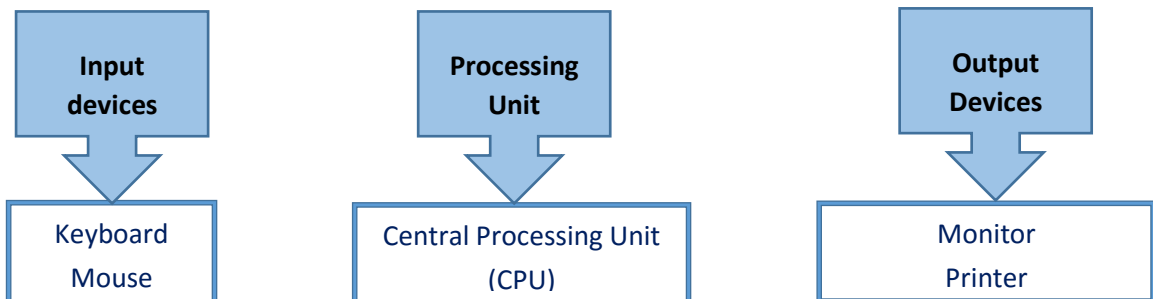 Input
devices
Processing
Unit
Output
Devices
Keyboard
Mouse
Central Processing Unit
(CPU)
Monitor
Printer